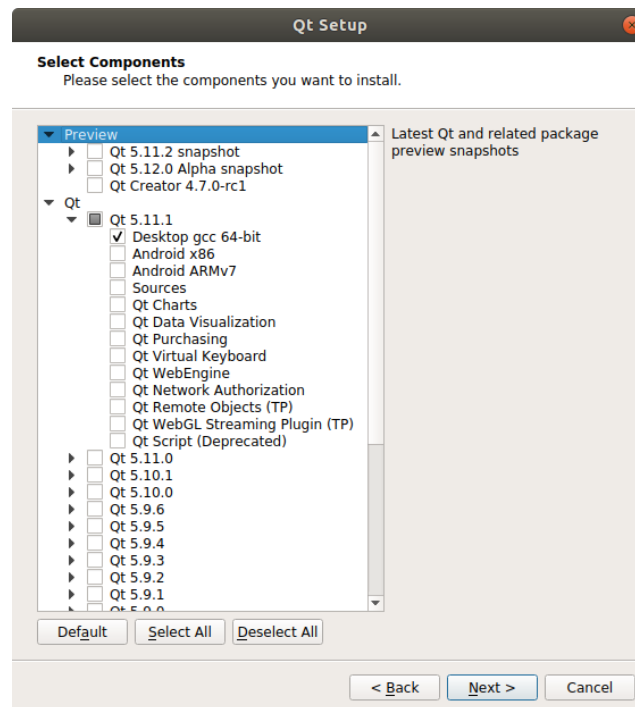 Qt Setup
Select Components
Please select the components you want to install.
Preview
Qt 5.11.2 snapshot
Qt 5.12.0 Alpha snapshot
Qt Creator 4.7.0-rc1
Qt
Qt 5.11.1
Desktop gcc 64-bit
Android x86
Android ARMv7
Sources
Qt Charts
Qt Data Visualization
Qt Purchasing
Qt Virtual Keyboard
Qt WebEngine
Qt Network Authorization
Qt Remote Objects (TP)
Qt WebGL Streaming Plugin (TP)
Qt Script (Deprecated)
Qt 5.11.0
Qt 5.10.1
Qt 5.10.0
Qt 5.9.6
Qt 5.9.5
Qt 5.9.4
Qt 5.9.3
Qt 5.9.2
Qt 5.9.1
Qt 5.9.0
Latest Qt and related package
preview snapshots
Default
Select All
Deselect All
< Back
Next >
Cancel